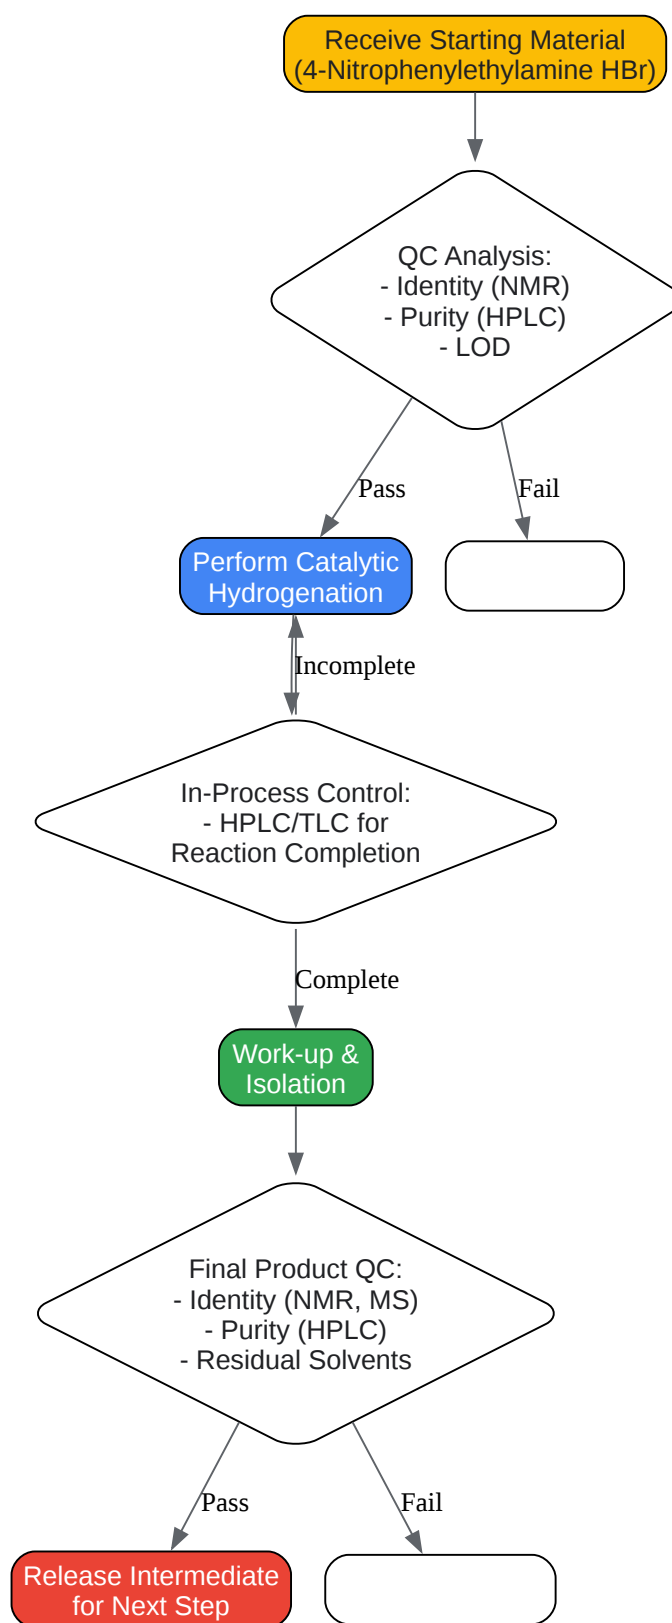 Receive Starting Material
(4-Nitrophenylethylamine HBr)
QC Analysis:
- Identity (NMR)
- Purity (HPLC)
- LOD
Pass
Fail
Perform Catalytic
Hydrogenation
Incomplete
In-Process Control:
- HPLC/TLC for
Reaction Completion
Complete
Work-up &
Isolation
Final Product QC:
- Identity (NMR, MS)
- Purity (HPLC)
- Residual Solvents
Pass
Fail
Release Intermediate
for Next Step